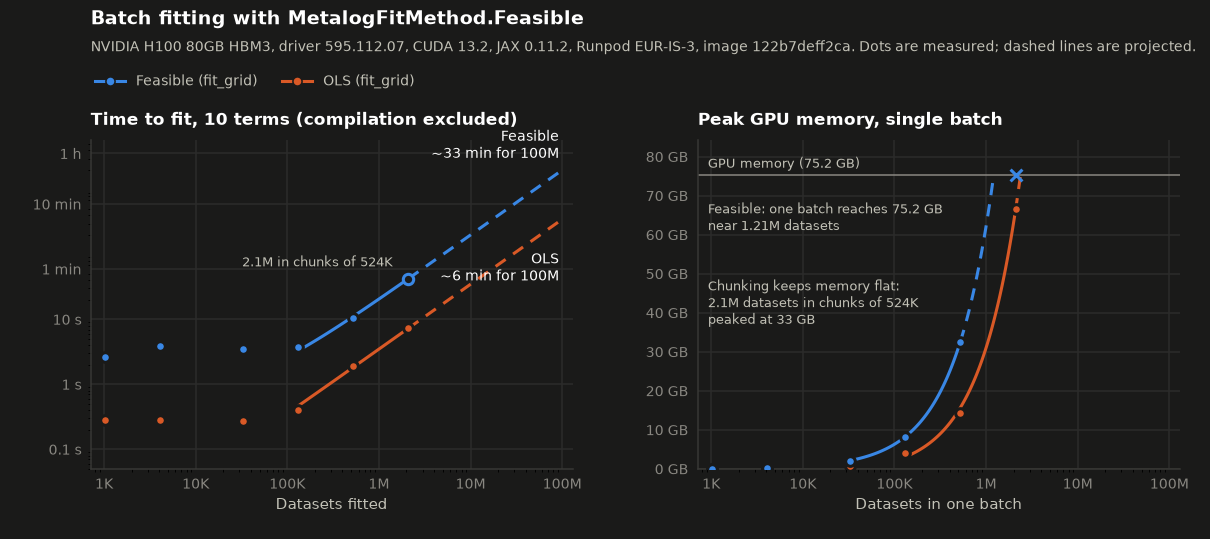 Batch fitting with MetalogFitMethod.Feasible
NVIDIA H100 80GB HBM3, driver 595.112.07, CUDA 13.2, JAX 0.11.2, Runpod EUR-IS-3, image 122b7deff2ca. Dots are measured; dashed lines are projected.
Feasible (fit_grid)
OLS (fit_grid)
Time to fit, 10 terms (compilation excluded)
Feasible
~33 min for 100M
2.1M in chunks of 524K
OLS
~6 min for 100M
1 h
10 min
1 min
10 s
1 s
0.1 s
1K
10K
100K
1M
10M
100M
Datasets fitted
Peak GPU memory, single batch
GPU memory (75.2 GB)
Feasible: one batch reaches 75.2 GB
near 1.21M datasets
Chunking keeps memory flat:
2.1M datasets in chunks of 524K
peaked at 33 GB
80 GB
70 GB
60 GB
50 GB
40 GB
30 GB
20 GB
10 GB
0 GB
1K
10K
100K
1M
10M
100M
Datasets in one batch